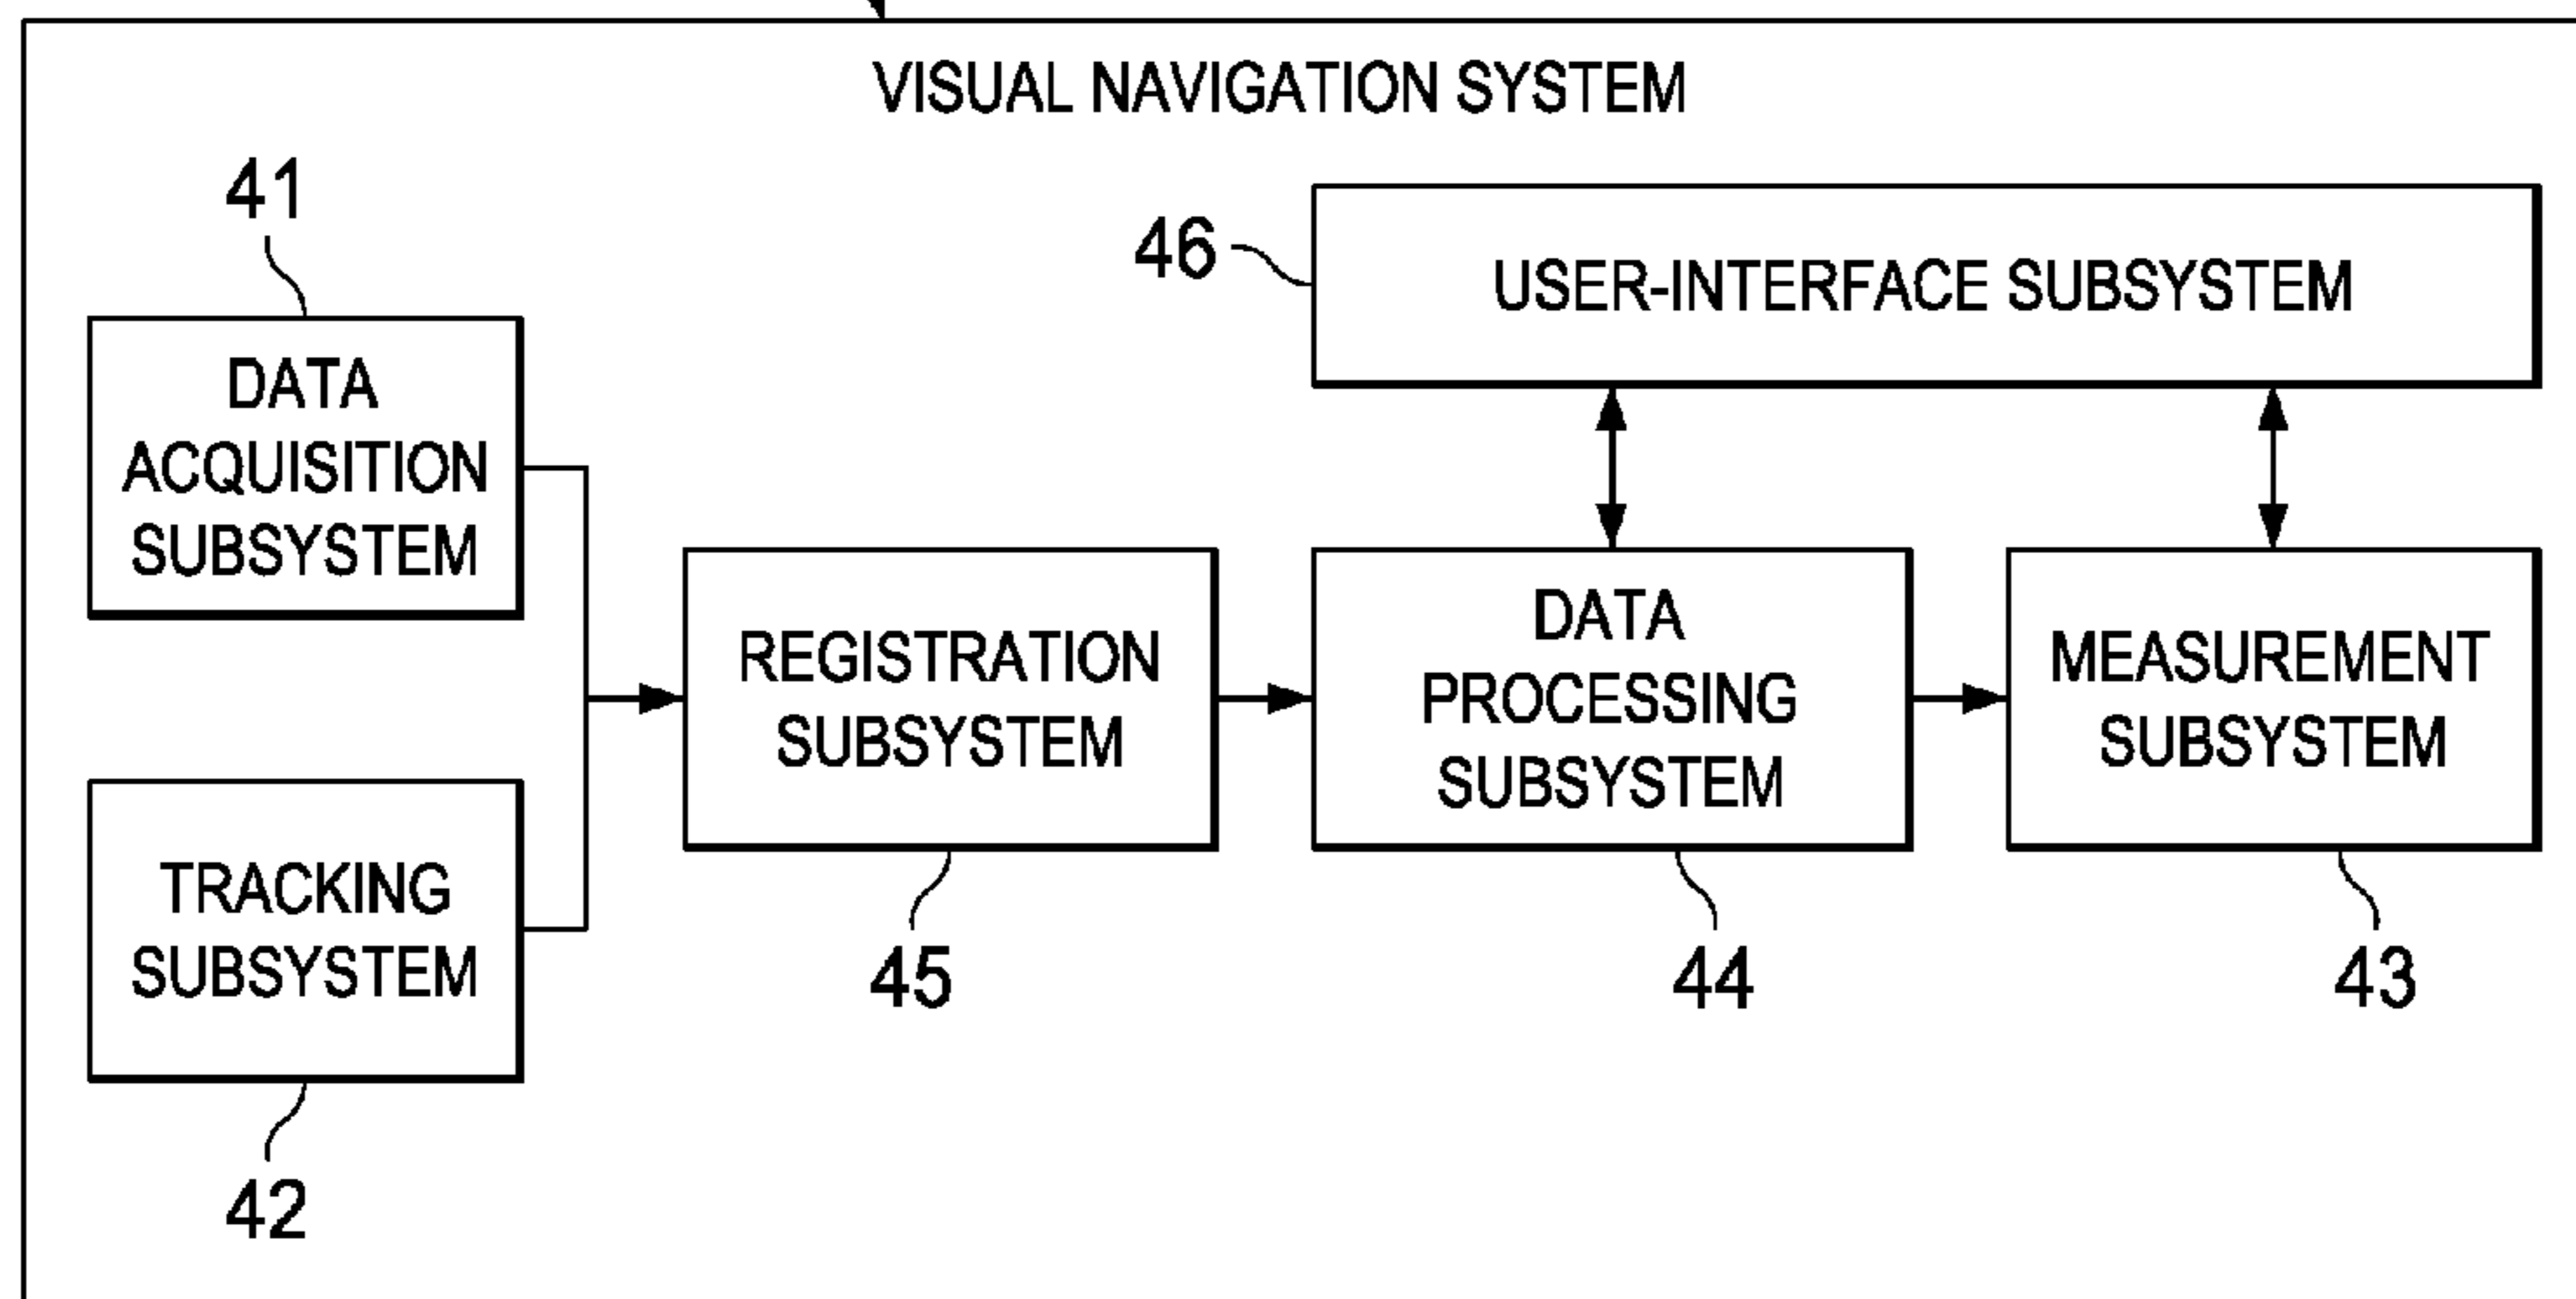 VISUAL NAVIGATION SYSTEM
41
DATA
ACQUISITION
SUBSYSTEM
46
USER-INTERFACE SUBSYSTEM
TRACKING
SUBSYSTEM
42
REGISTRATION
SUBSYSTEM
45
DATA
PROCESSING
SUBSYSTEM
44
MEASUREMENT
SUBSYSTEM
43